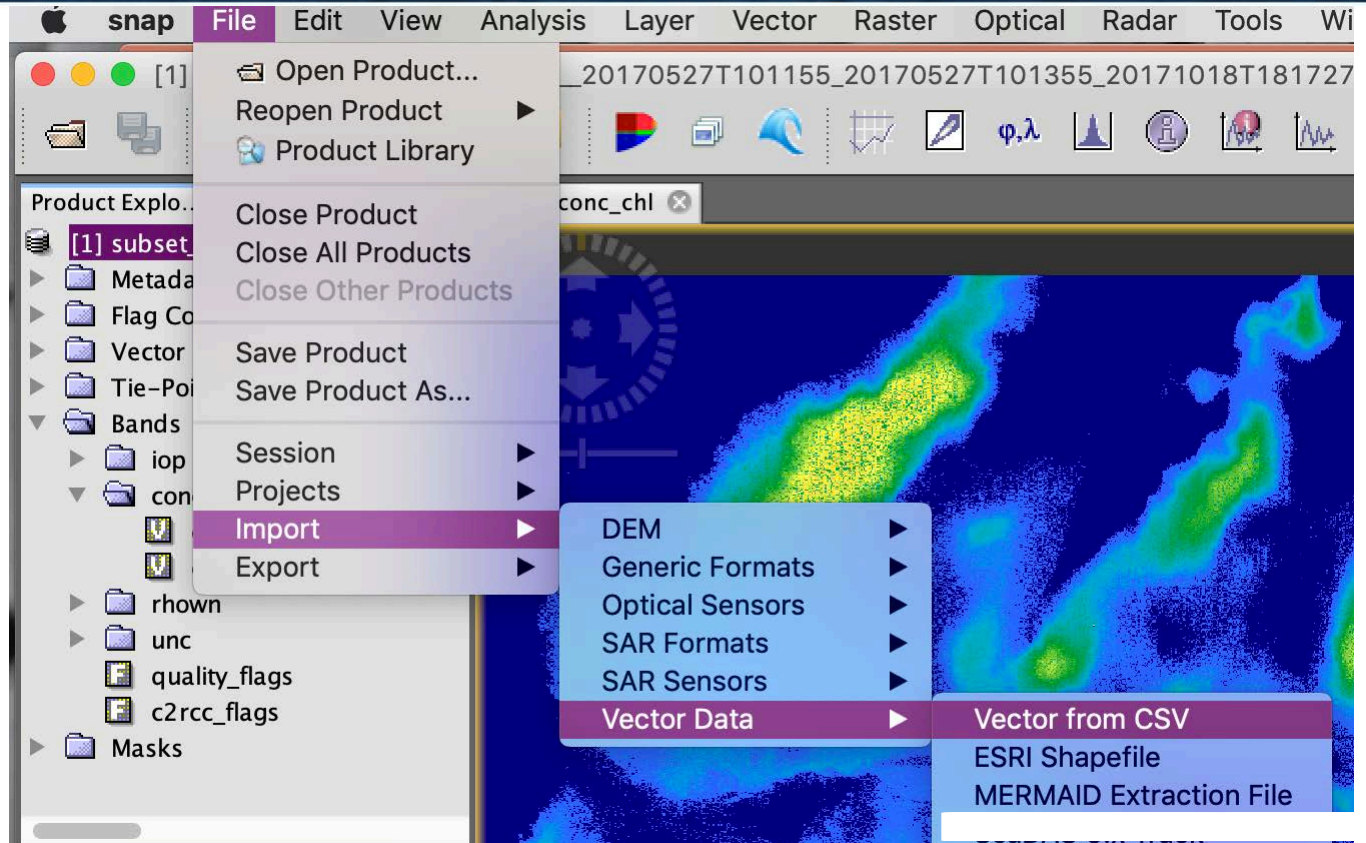 snap File Edit View Analysis Layer Vector Raster Optical Radar Tools
[1] _20170527T101155_20170527T101355_20171018T181727
Open Product...
Reopen Product
Product Library
φ,λ
Product Explo...
conc_chl
Close Product
Close All Products
Close Other Products
[1] subset_
Metada
Flag Co
Vector
Tie-Poi
Bands
iop
con
rhown
unc
quality_flags
c2rcc_flags
Masks
Save Product
Save Product As...
Session
Projects
Import
Export
DEM
Generic Formats
Optical Sensors
SAR Formats
SAR Sensors
Vector Data
Vector from CSV
ESRI Shapefile
MERMAID Extraction File